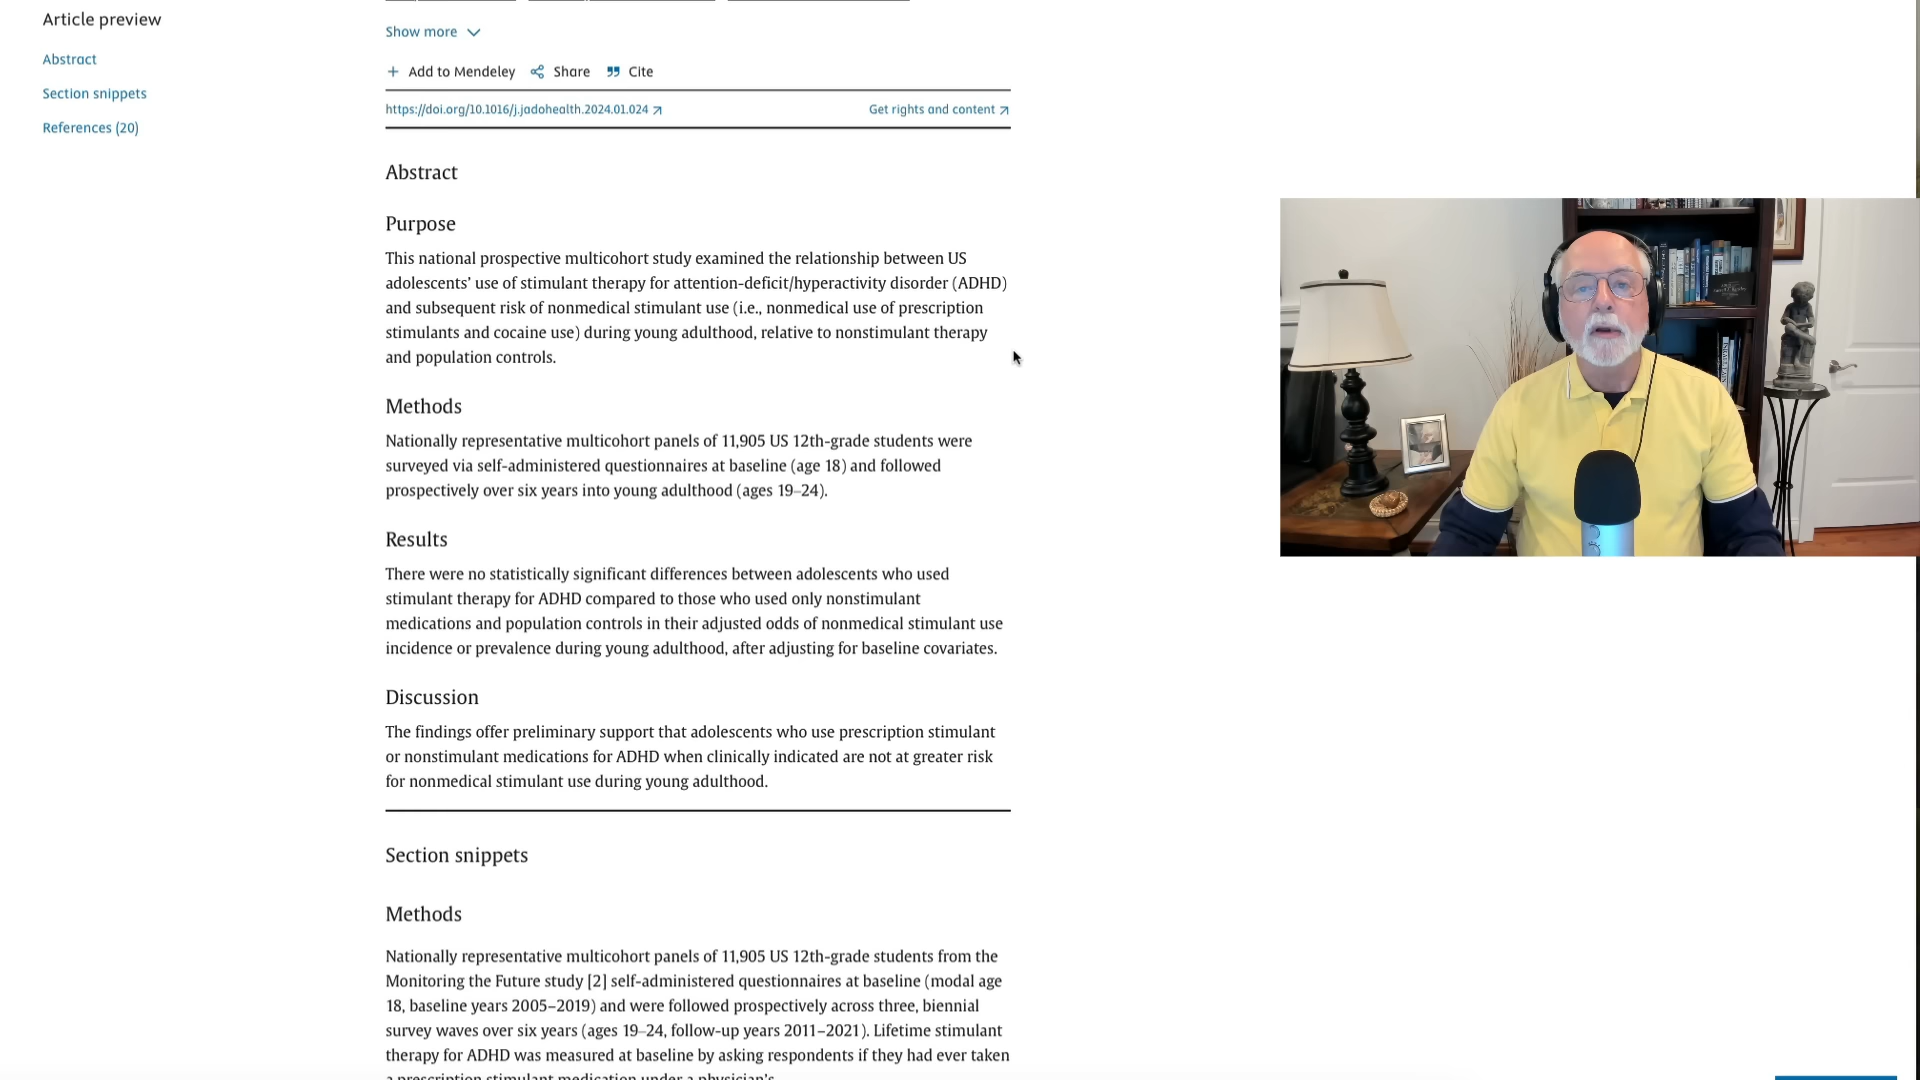 Article preview
Abstract
Section snippets
References (20)
Show more
Add to Mendeley
Share
Cite
https://doi.org/10.1016/j.jadohealth.2024.01.024
Get rights and content
Abstract
Purpose
This national prospective multicohort study examined the relationship between US
adolescents’ use of stimulant therapy for attention-deficit/hyperactivity disorder (ADHD)
and subsequent risk of nonmedical stimulant use (i.e., nonmedical use of prescription
stimulants and cocaine use) during young adulthood, relative to nonstimulant therapy
and population controls.
Methods
Nationally representative multicohort panels of 11,905 US 12th-grade students were
surveyed via self-administered questionnaires at baseline (age 18) and followed
prospectively over six years into young adulthood (ages 19–24).
Results
There were no statistically significant differences between adolescents who used
stimulant therapy for ADHD compared to those who used only nonstimulant
medications and population controls in their adjusted odds of nonmedical stimulant use
incidence or prevalence during young adulthood, after adjusting for baseline covariates.
Discussion
The findings offer preliminary support that adolescents who use prescription stimulant
or nonstimulant medications for ADHD when clinically indicated are not at greater risk
for nonmedical stimulant use during young adulthood.
Section snippets
Methods
Nationally representative multicohort panels of 11,905 US 12th-grade students from the
Monitoring the Future study [2] self-administered questionnaires at baseline (modal age
18, baseline years 2005–2019) and were followed prospectively across three, biennial
survey waves over six years (ages 19–24, follow-up years 2011–2021). Lifetime stimulant
therapy for ADHD was measured at baseline by asking respondents if they had ever taken
a prescription stimulant medication under a physician’s